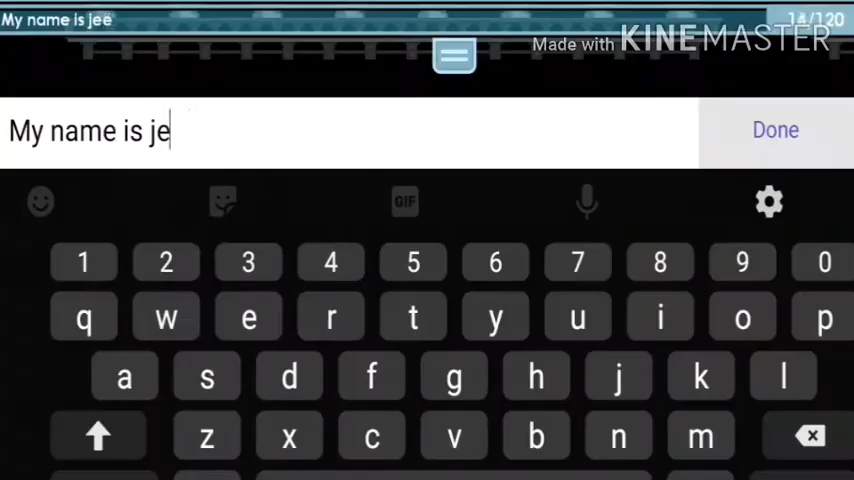 My name is jeë
14/120
Made with KINEMASTER
My name is je
Done
GIF
1 2 3 4 5 6 7 8 9 0
q w e r t y u i o p
a s d f g h j k l
z x c v b n m